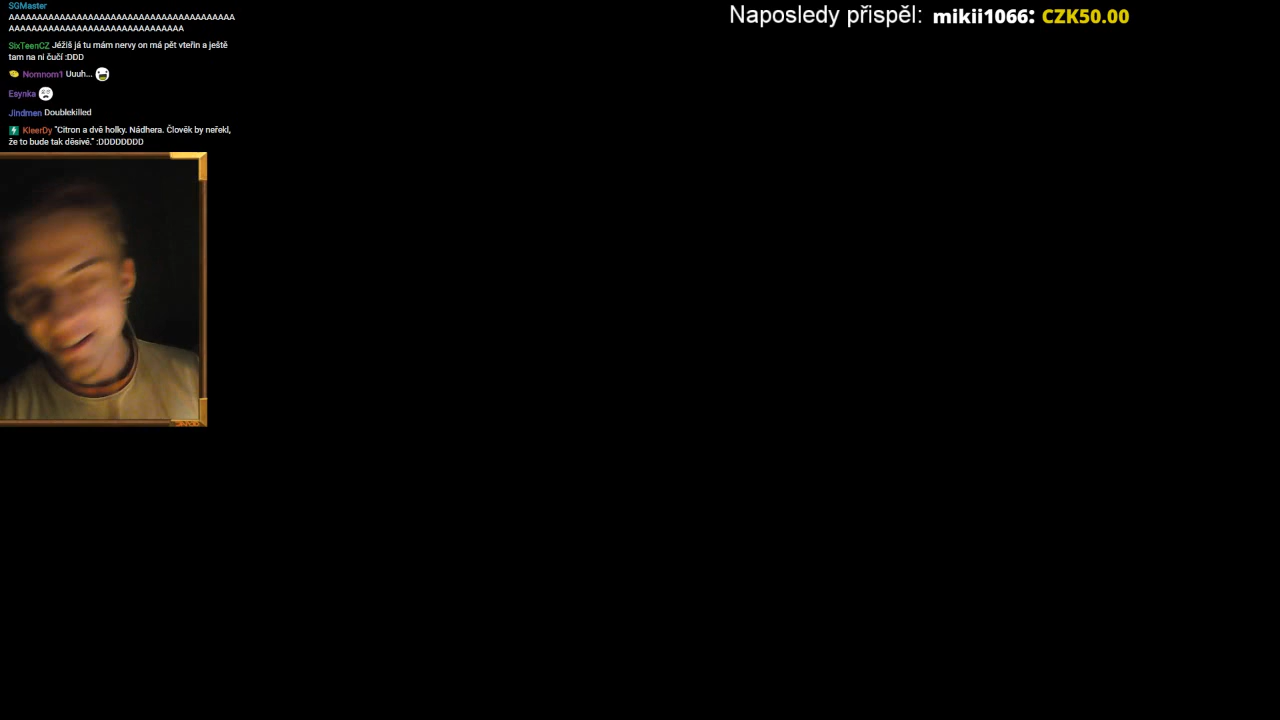 SGMaster
AAAAAAAAAAAAAAAAAAAAAAAAAAAAAAAAAAAAAAAA
AAAAAAAAAAAAAAAAAAAAAAAAAAAAAAA
SixTeenCZ Jéžiš já tu mám nervy on má pět vteřin a ještě
tam na ni čučí :DDD
Nomnom1 Uuuh...
Esynka
Jindmen Doublekilled
KleerDy "Citron a dvě holky. Nádhera. Člověk by neřekl,
že to bude tak děsivé." :DDDDDDDD
Naposledy přispěl: mikii1066: CZK50.00